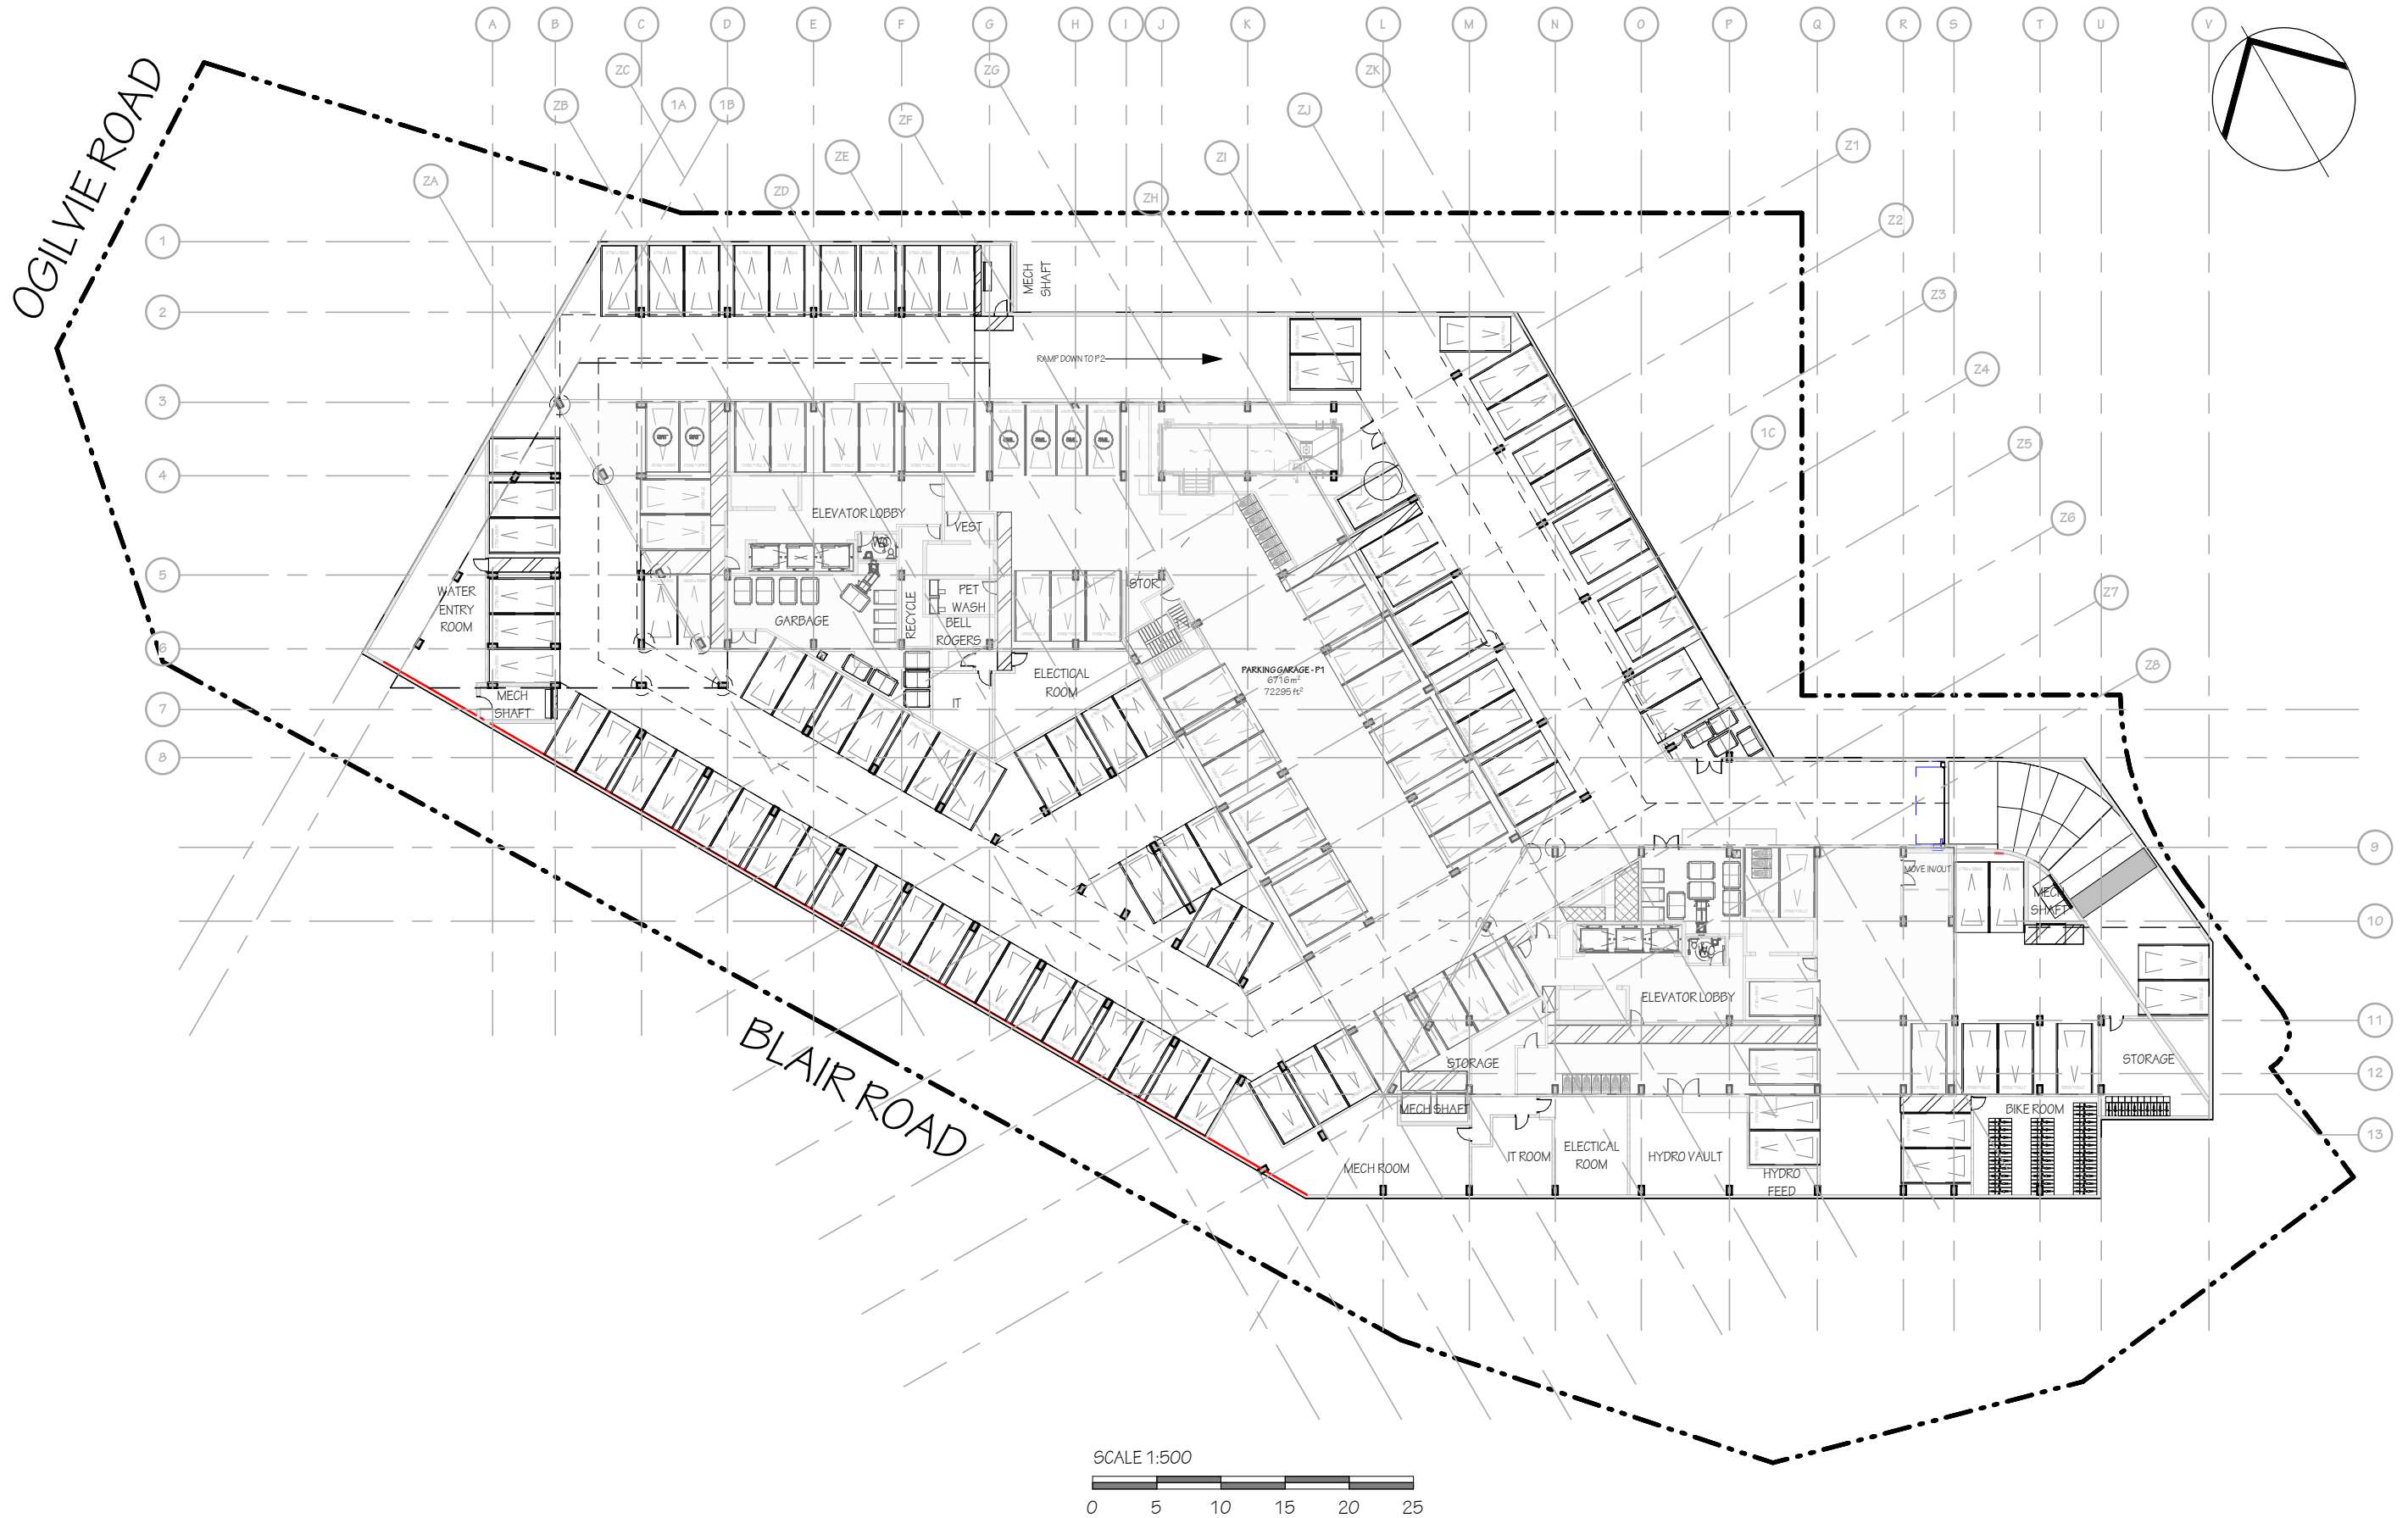 A
B
C
D
E
F
G
H
I
J
K
L
M
N
O
P
Q
R
S
T
U
V
ZC
ZG
ZK
ZB
1A
1B
ZF
ZJ
ZA
ZD
ZE
ZH
ZI
Z1
Z2
Z3
Z4
Z5
Z6
Z7
Z8
1C
OGILVIE ROAD
1
2
3
4
5
6
7
8
9
10
11
12
13
MECH
SHAFT
RAMP DOWN TO P2
ELEVATOR LOBBY
VEST
STOR
WATER
ENTRY
ROOM
GARBAGE
RECYCLE
PET
WASH
BELL
ROGERS
ELECTICAL
ROOM
IT
MECH
SHAFT
PARKING GARAGE - P1
6716 m²
72295 ft²
MOVE IN/OUT
MECH
SHAFT
ELEVATOR LOBBY
STORAGE
STORAGE
MECH SHAFT
BIKE ROOM
MECH ROOM
IT ROOM
ELECTICAL
ROOM
HYDRO VAULT
HYDRO
FEED
BLAIR ROAD
SCALE 1:500
0 5 10 15 20 25